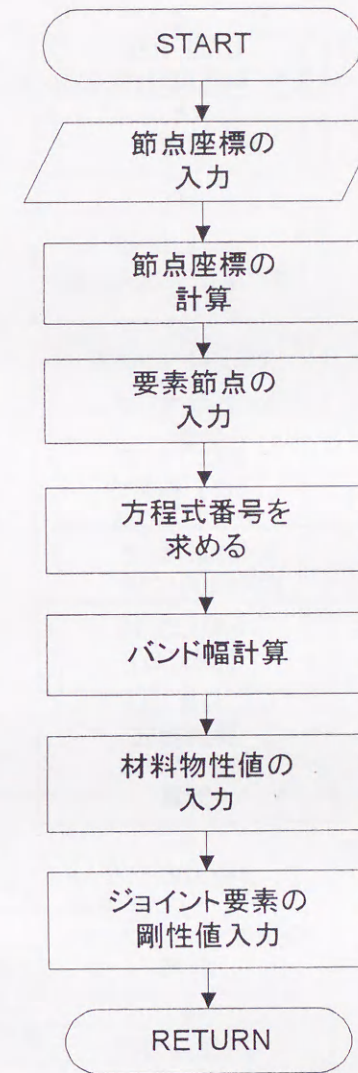 START
節点座標の
入力
節点座標の
計算
要素節点の
入力
方程式番号を
求める
バンド幅計算
材料物性値の
入力
ジョイント要素の
剛性値入力
RETURN